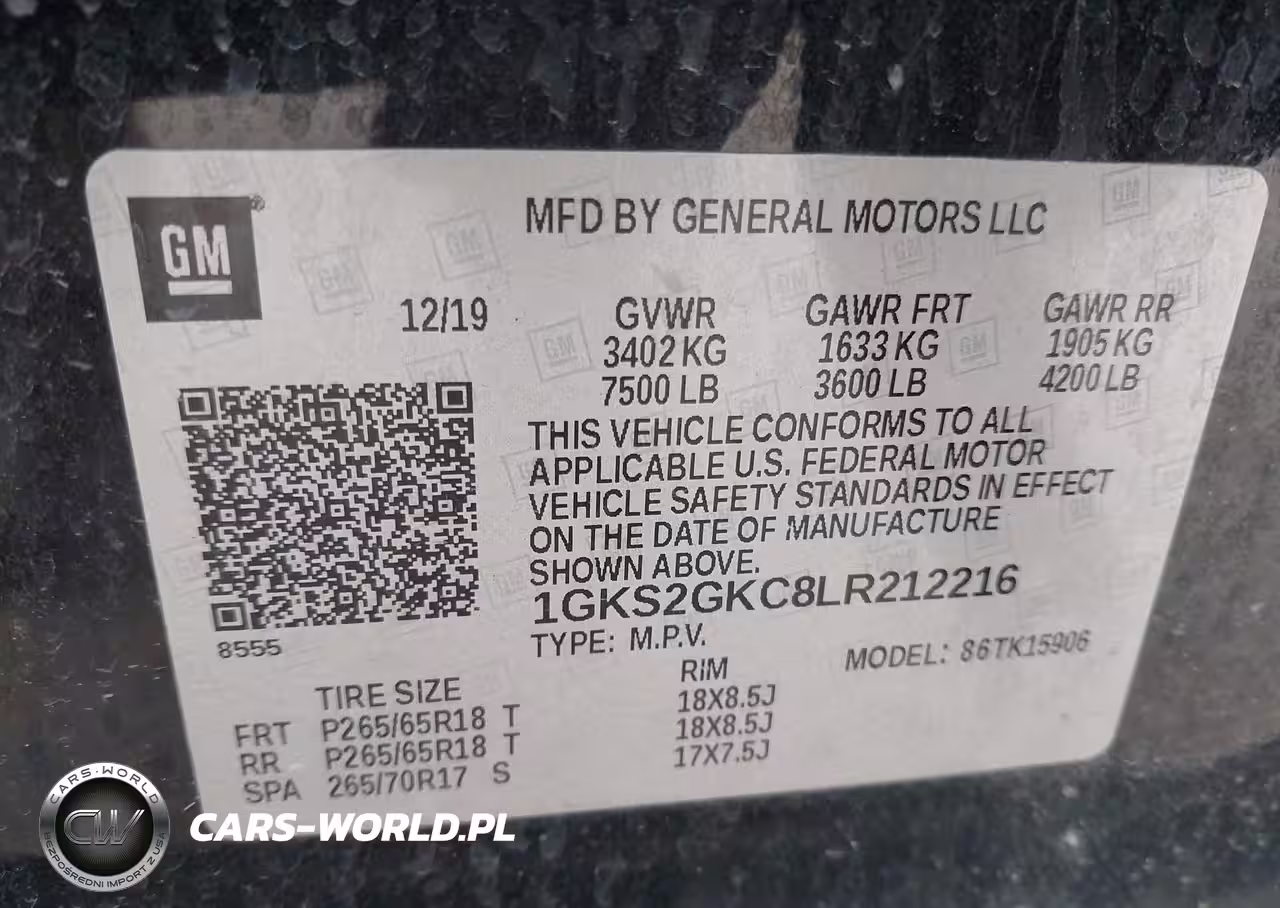 GM®
MFD BY GENERAL MOTORS LLC
12/19
GVWR GAWR FRT GAWR RR
3402 KG 1633 KG 1905 KG
7500 LB 3600 LB 4200 LB
THIS VEHICLE CONFORMS TO ALL
APPLICABLE U.S. FEDERAL MOTOR
VEHICLE SAFETY STANDARDS IN EFFECT
ON THE DATE OF MANUFACTURE
SHOWN ABOVE.
1GKS2GKC8LR212216
8555
TYPE: M.P.V.
MODEL: 86TK15906
TIRE SIZE RIM
FRT P265/65R18 T 18X8.5J
RR P265/65R18 T 18X8.5J
SPA 265/70R17 S 17X7.5J
CARS-WORLD
CW
BEZPOŚREDNI IMPORT Z USA
CARS-WORLD.PL